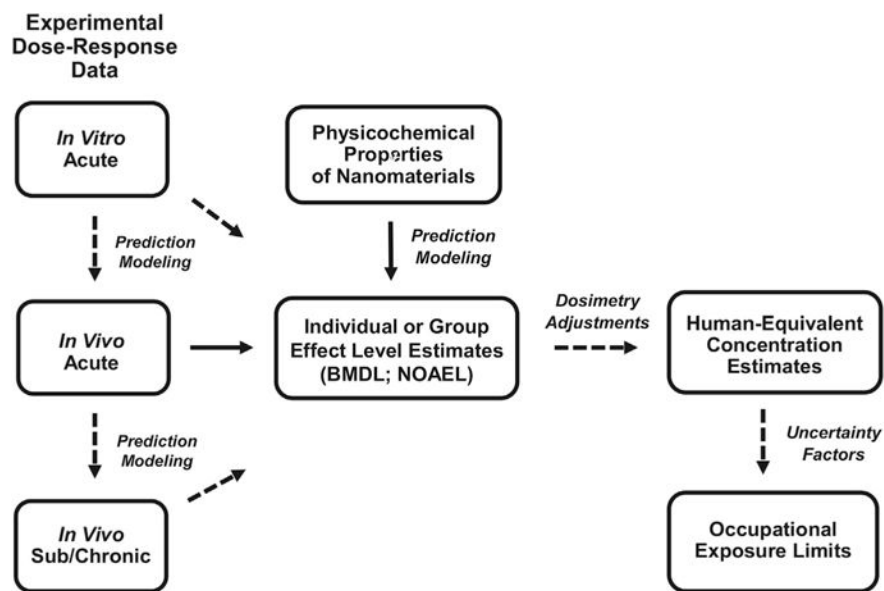 Experimental
Dose-Response
Data
In Vitro
Acute
Physicochemical
Properties
of Nanomaterials
Prediction
Modeling
Prediction
Modeling
In Vivo
Acute
Individual or Group
Effect Level Estimates
(BMDL; NOAEL)
Dosimetry
Adjustments
Human-Equivalent
Concentration
Estimates
Prediction
Modeling
Uncertainty
Factors
In Vivo
Sub/Chronic
Occupational
Exposure Limits